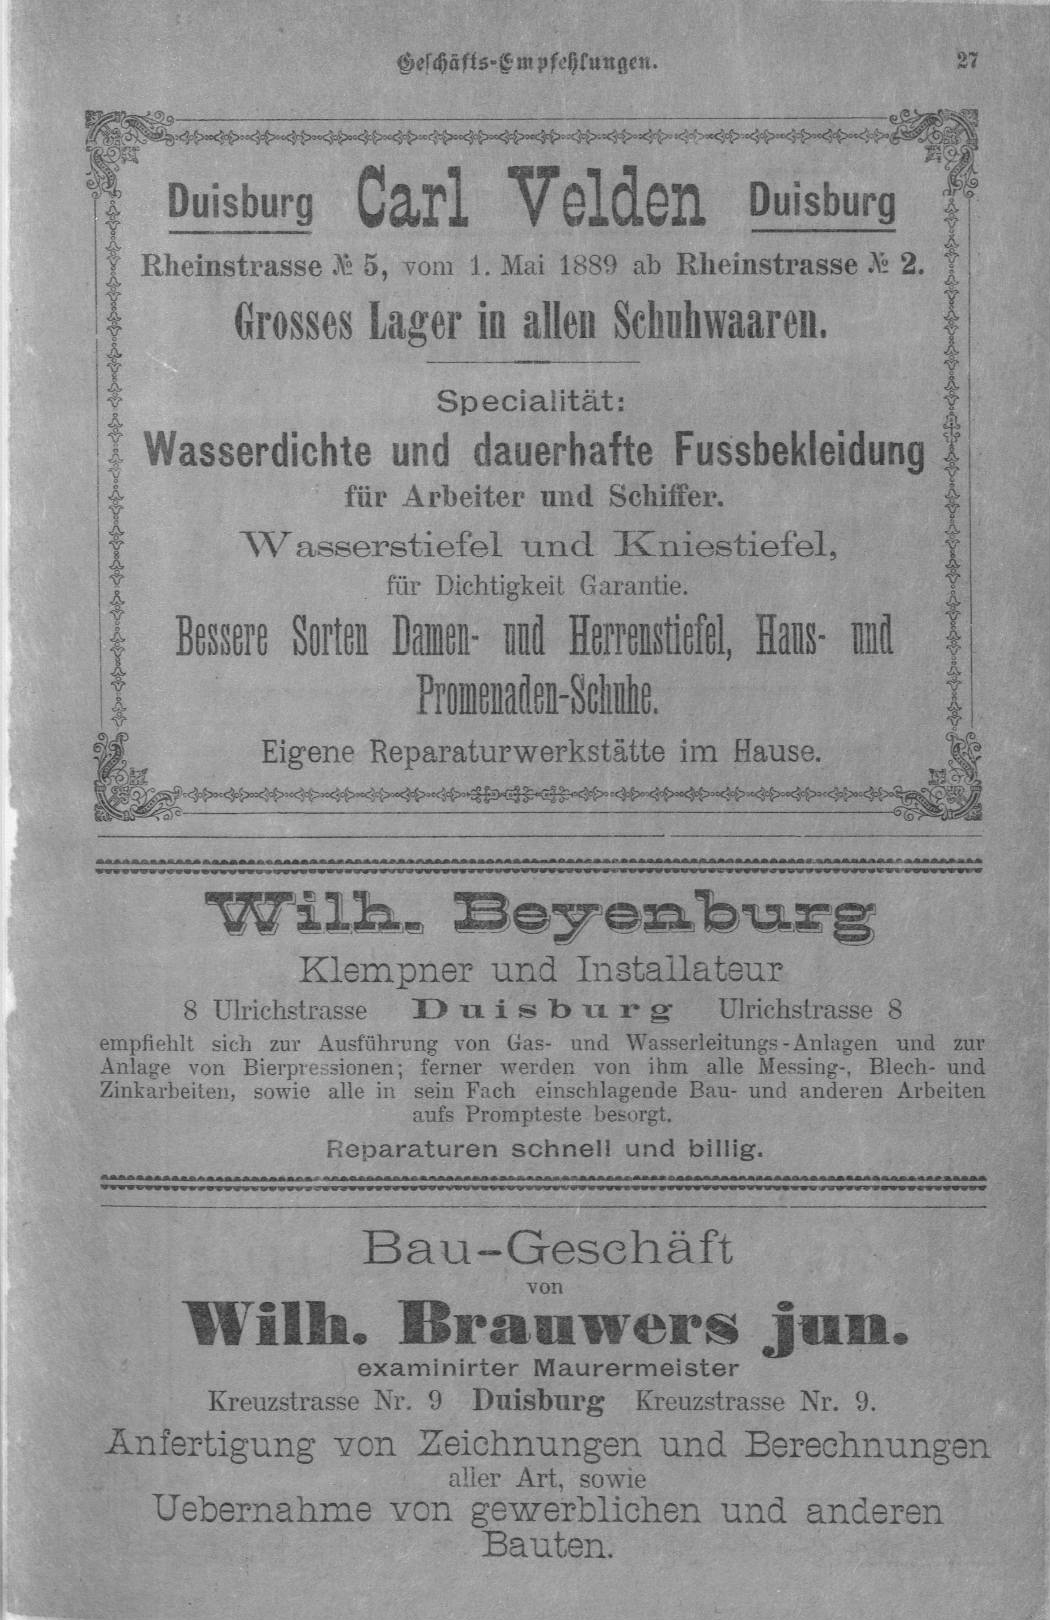 Geschäfts-Empfehlungen. 27
Duisburg Carl Velden Duisburg
Rheinstrasse № 5, vom 1. Mai 1889 ab Rheinstrasse № 2.
Grosses Lager in allen Schuhwaaren.
Specialität:
Wasserdichte und dauerhafte Fussbekleidung
für Arbeiter und Schiffer.
Wasserstiefel und Kniestiefel,
für Dichtigkeit Garantie.
Bessere Sorten Damen- und Herrenstiefel, Haus- und
Promenaden-Schuhe.
Eigene Reparaturwerkstätte im Hause.
Wilh. Beyenburg
Klempner und Installateur
8 Ulrichstrasse Duisburg Ulrichstrasse 8
empfiehlt sich zur Ausführung von Gas- und Wasserleitungs-Anlagen und zur
Anlage von Bierpressionen; ferner werden von ihm alle Messing-, Blech- und
Zinkarbeiten, sowie alle in sein Fach einschlagende Bau- und anderen Arbeiten
aufs Prompteste besorgt.
Reparaturen schnell und billig.
Bau-Geschäft
von
Wilh. Brauwers jun.
examinirter Maurermeister
Kreuzstrasse Nr. 9 Duisburg Kreuzstrasse Nr. 9.
Anfertigung von Zeichnungen und Berechnungen
aller Art, sowie
Uebernahme von gewerblichen und anderen
Bauten.